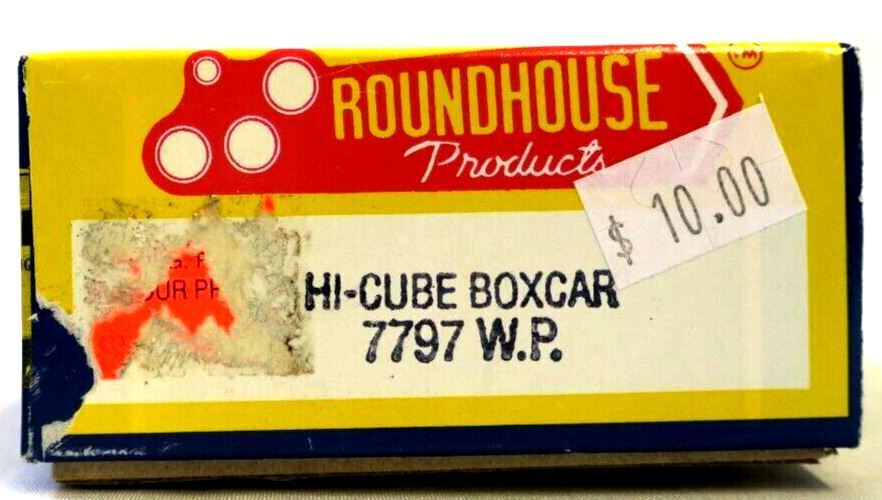 ROUNDHOUSE
TM
Products
$ 10.00
HI-CUBE BOXCAR
7797 W.P.